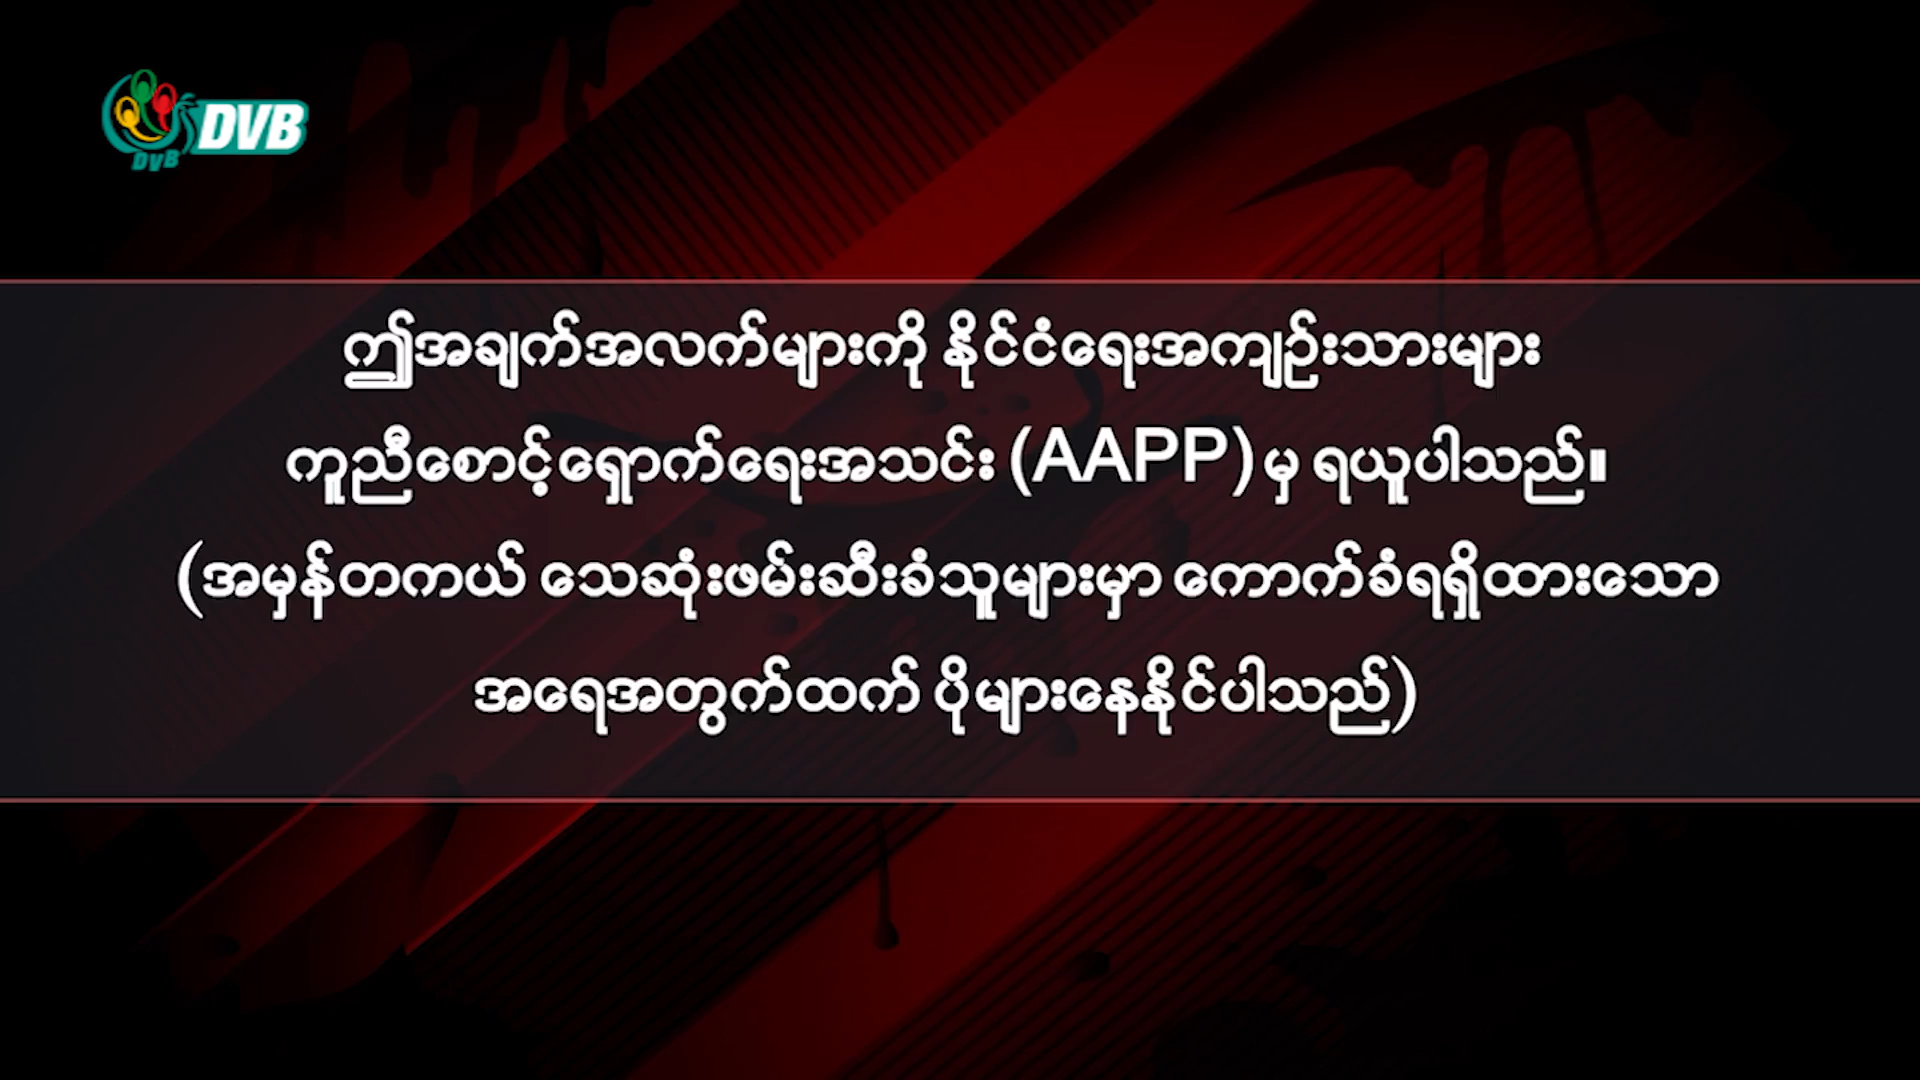 DVB
DVB
ဤအချက်အလက်များကို နိုင်ငံရေးအကျဉ်းသားများ
ကူညီစောင့်ရှောက်ရေးအသင်း (AAPP) မှ ရယူပါသည်။
(အမှန်တကယ် သေဆုံးဖမ်းဆီးခံသူများမှာ ကောက်ခံရရှိထားသော
အရေအတွက်ထက် ပိုများနေနိုင်ပါသည်)